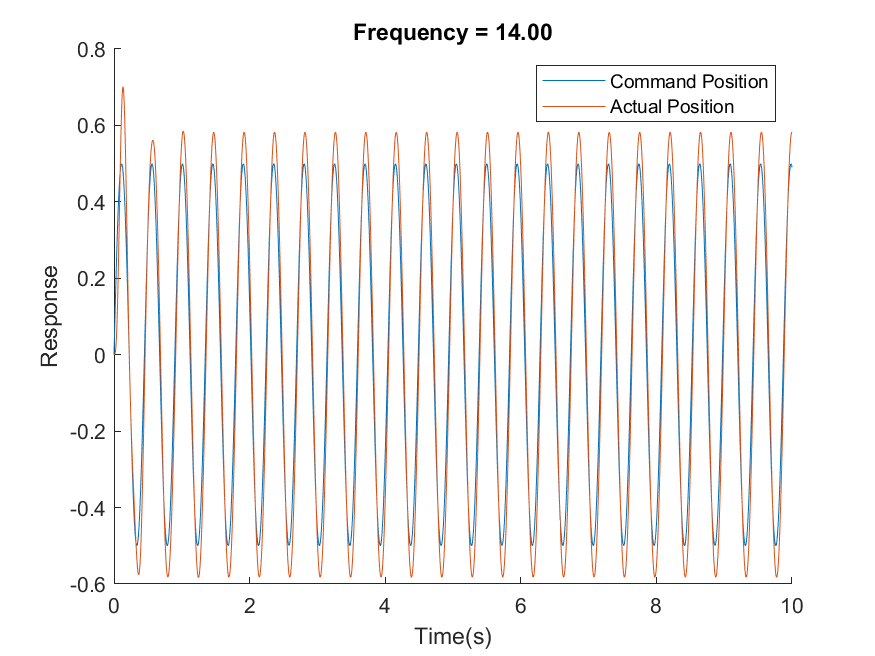 Frequency = 14.00
0.8
0.6
0.4
0.2
0
-0.2
-0.4
-0.6
Response
Command Position
Actual Position
0 2 4 6 8 10
Time(s)